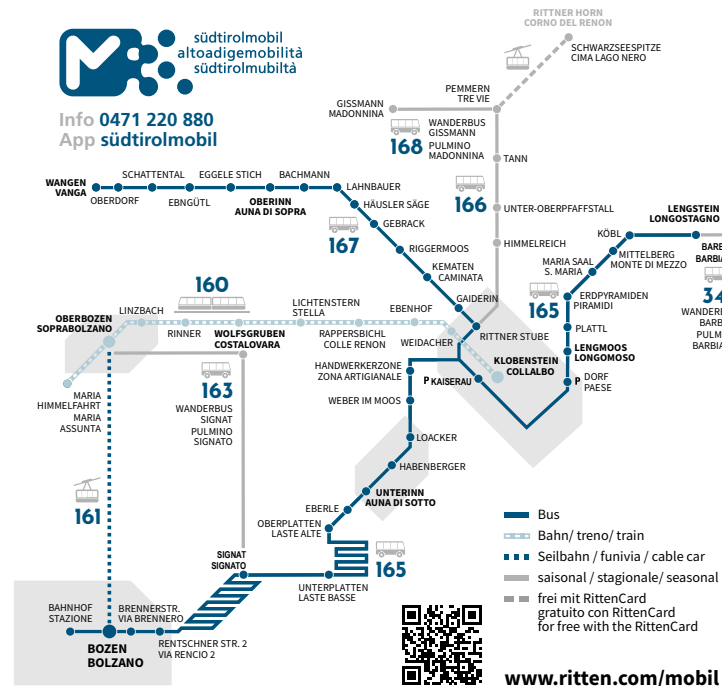 südtirolmobil
altoadigemobilità
südtirolmubiltà
Info 0471 220 880
App südtirolmobil
RITTNER HORN
CORNO DEL RENON
SCHWARZSEESPITZE
CIMA LAGO NERO
PEMMERN
TRE VIE
GISSMANN
MADONNINA
168
WANDERBUS
GISSMANN
PULMINO
MADONNINA
TANN
166
UNTER-OBERPFAFFSTALL
HIMMELREICH
WANGEN
VANGA
OBERDORF
SCHATTENTAL
EBNGÜTL
EGGELE STICH
OBERINN
AUNA DI SOPRA
BACHMANN
LAHNBAUER
HÄUSLER SÄGE
167
GEBRACK
RIGGERMOOS
KEMATEN
CAMINATA
GAIDERIN
RITTNER STUBE
LENGSTEIN
LONGOSTAGNO
KÖBL
MITTELBERG
MONTE DI MEZZO
MARIA SAAL
S. MARIA
165
ERDPYRAMIDEN
PIRAMIDI
PLATTL
LENGMOOS
LONGOMOSO
P DORF
PAESE
BARB
BARBIA
34
WANDER
BARB
PULM
BARBIA
160
OBERBOZEN
SOPRABOLZANO
LINZBACH
RINNER
WOLFSGRUBEN
COSTALOVARA
LICHTENSTERN
STELLA
RAPPERSBICHL
COLLE RENON
EBENHOF
WEIDACHER
KLOBENSTEIN
COLLALBO
MARIA
HIMMELFAHRT
MARIA
ASSUNTA
163
WANDERBUS
SIGNAT
PULMINO
SIGNATO
HANDWERKERZONE
ZONA ARTIGIANALE
P KAISERAU
WEBER IM MOOS
LOACKER
HABENBERGER
UNTERINN
AUNA DI SOTTO
EBERLE
OBERPLATTEN
LASTE ALTE
165
UNTERPLATTEN
LASTE BASSE
161
SIGNAT
SIGNATO
BAHNHOF
STAZIONE
BRENNERSTR.
VIA BRENNERO
BOZEN
BOLZANO
RENTSCHNER STR. 2
VIA RENCIO 2
Bus
Bahn/ treno/ train
Seilbahn / funivia / cable car
saisonal / stagionale/ seasonal
frei mit RittenCard
gratuito con RittenCard
for free with the RittenCard
www.ritten.com/mobil